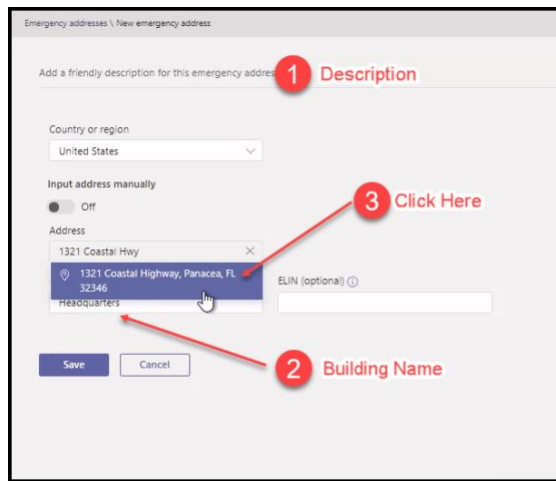 Emergency addresses \ New emergency address
Add a friendly description for this emergency addre
1 Description
Country or region
United States
Input address manually
Off
3 Click Here
Address
1321 Coastal Hwy
1321 Coastal Highway, Panacea, FL
32346
ELIN (optional)
Headquarters
Save
Cancel
2 Building Name